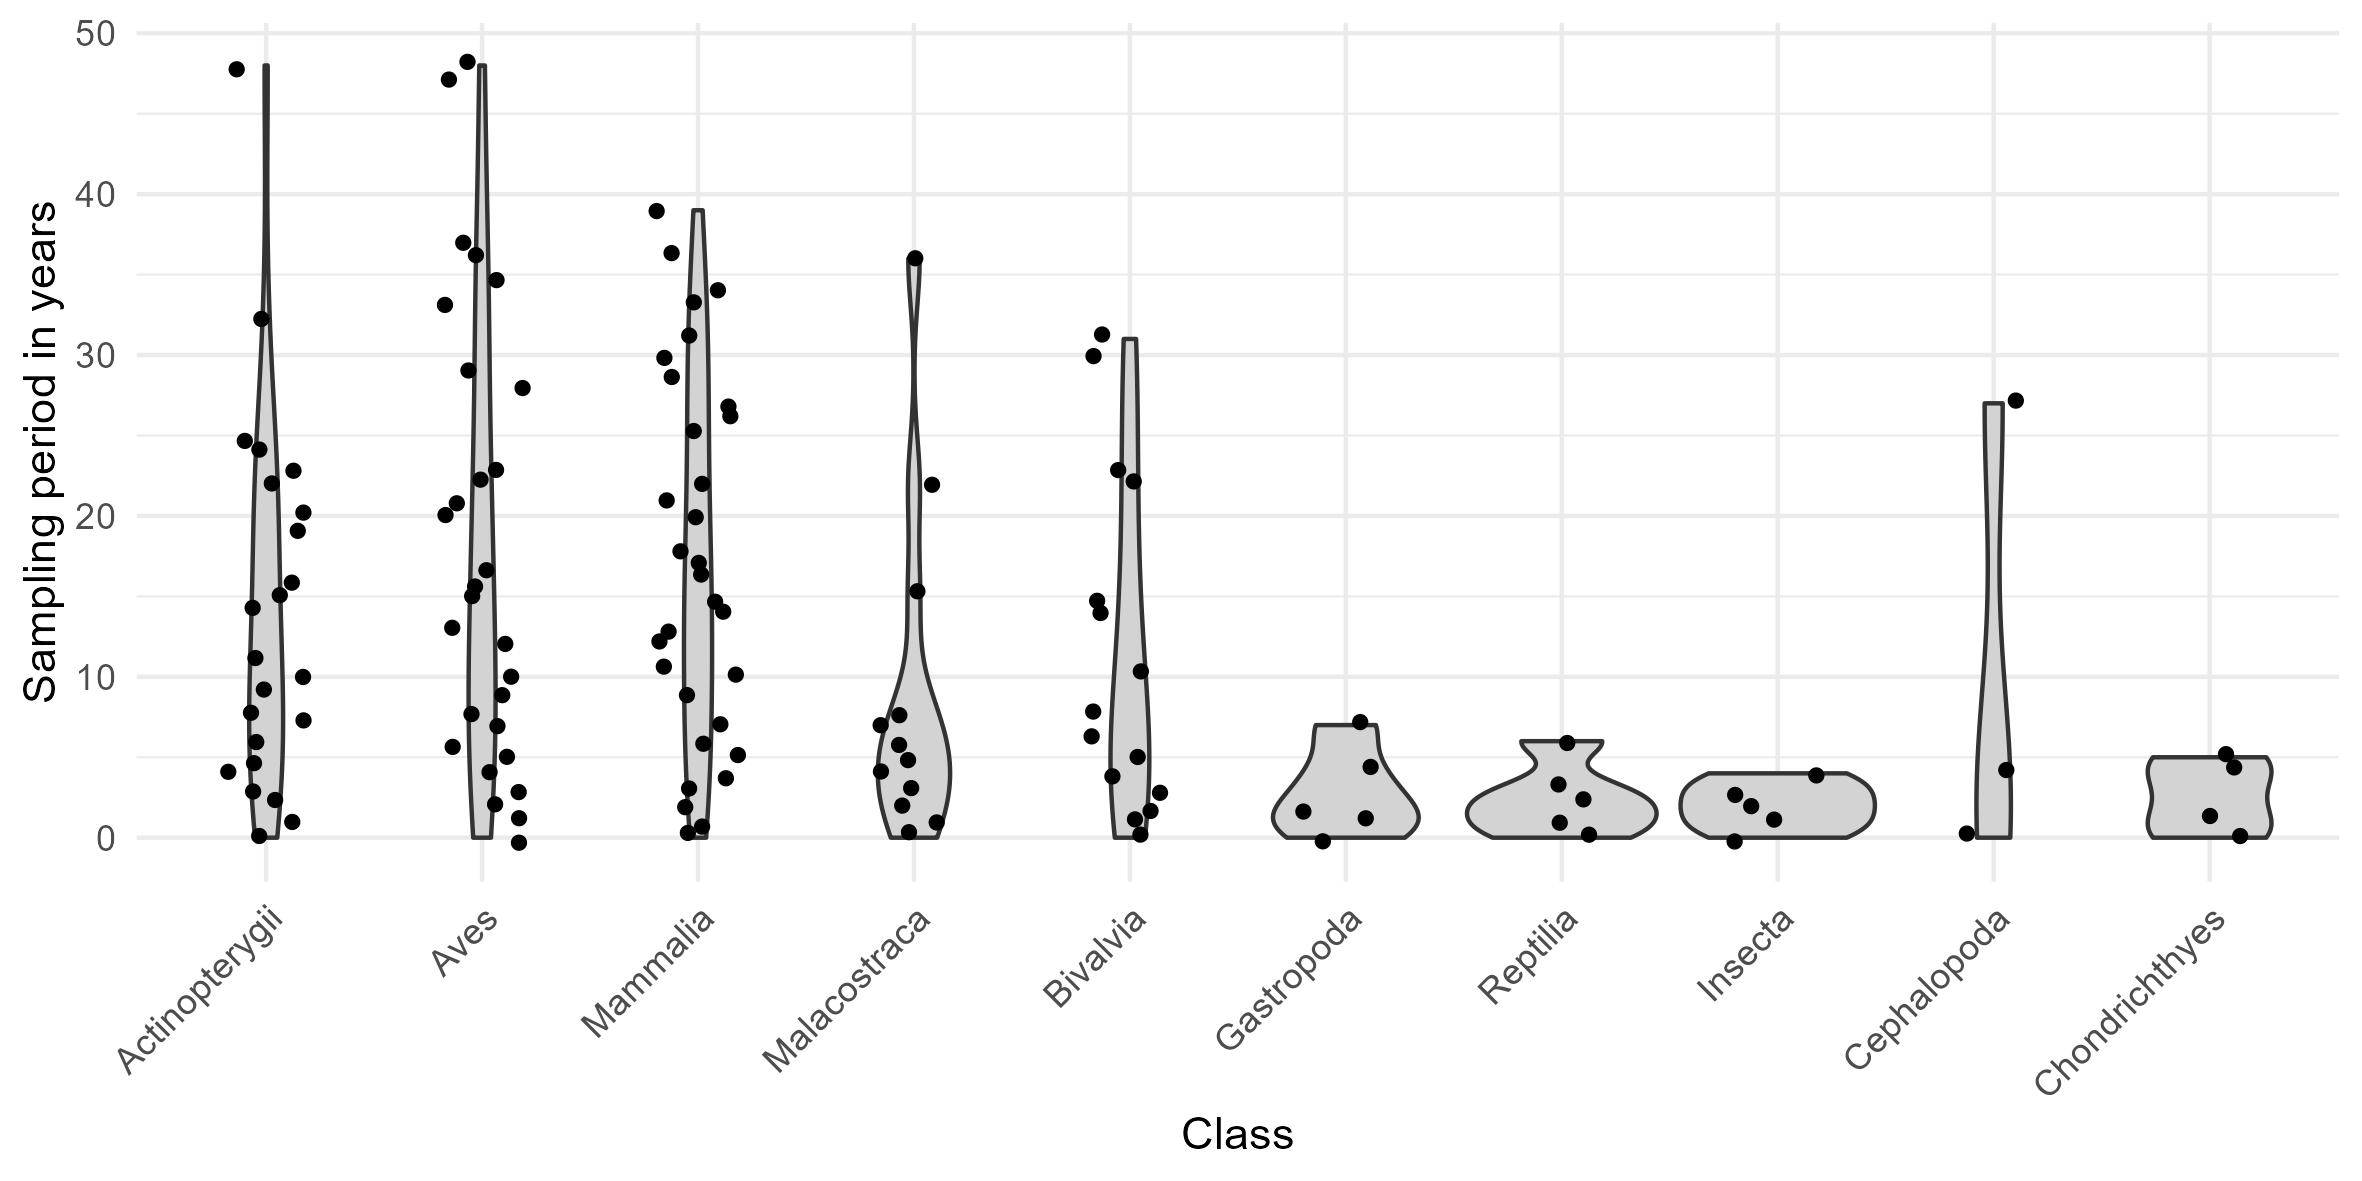 50
40
30
20
10
0
Sampling period in years
Actinopterygii
Aves
Mammalia
Malacostraca
Bivalvia
Gastropoda
Reptilia
Insecta
Cephalopoda
Chondrichthyes
Class